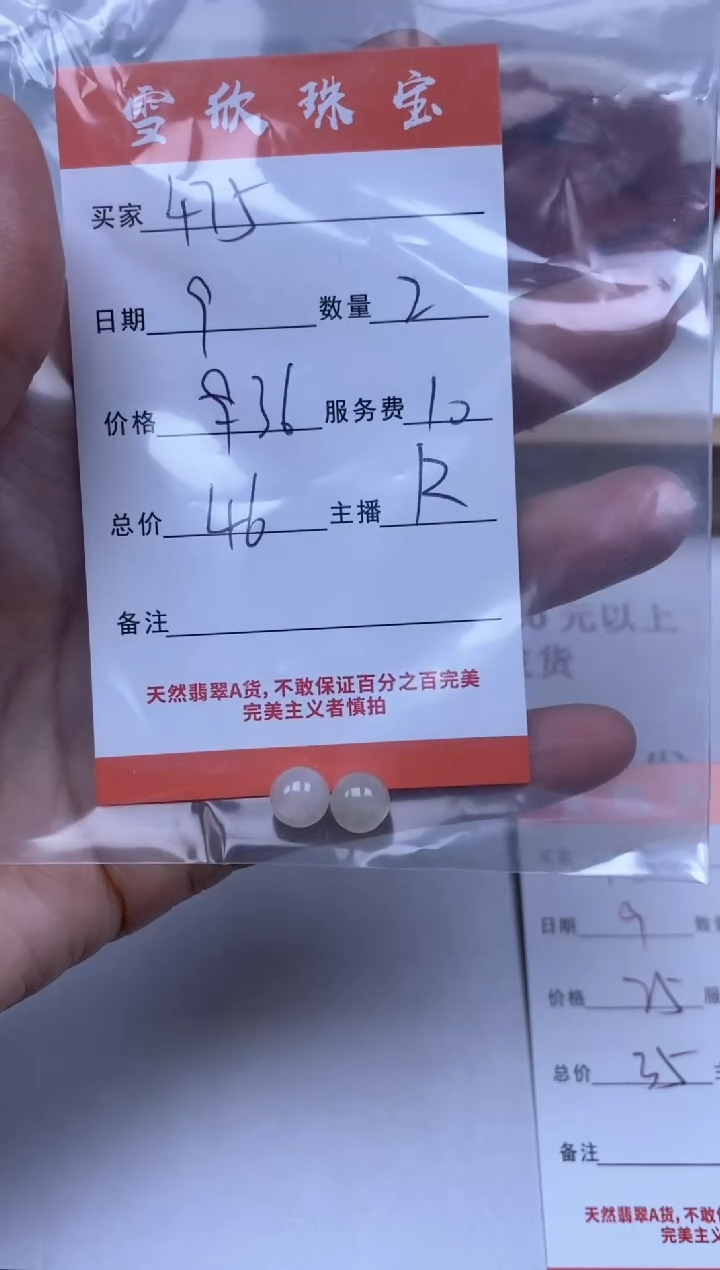 雪欣珠宝
买家 475
日期 9 数量 2
价格 ¥36 服务费 10
总价 46 主播 R
备注
天然翡翠A货,不敢保证百分之百完美
完美主义者慎拍
元以上
货
日期 9
价格 25
总价 35
备注
天然翡翠A货,不敢
完美主义